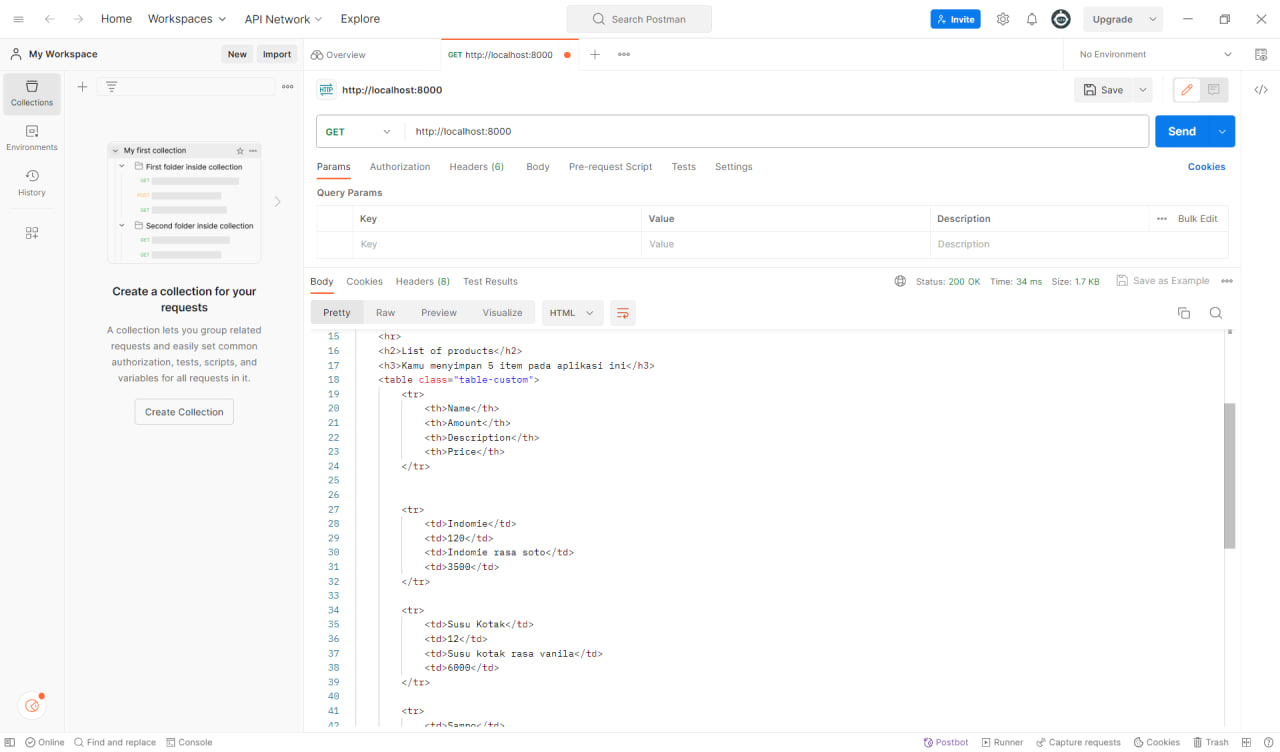 Home Workspaces API Network Explore Search Postman Invite Upgrade
My Workspace New Import Overview GET http://localhost:8000 No Environment
Collections
Environments
History
My first collection
First folder inside collection
GET
POST
GET
Second folder inside collection
GET
GET
Create a collection for your
requests
A collection lets you group related
requests and easily set common
authorization, tests, scripts, and
variables for all requests in it.
Create Collection
HTTP http://localhost:8000 Save
GET http://localhost:8000 Send
Params Authorization Headers (6) Body Pre-request Script Tests Settings Cookies
Query Params
Key Value Description Bulk Edit
Key Value Description
Body Cookies Headers (8) Test Results Status: 200 OK Time: 34 ms Size: 1.7 KB Save as Example
Pretty Raw Preview Visualize HTML
15 <hr>
16 <h2>List of products</h2>
17 <h3>Kamu menyimpan 5 item pada aplikasi ini</h3>
18 <table class="table-custom">
19 <tr>
20 <th>Name</th>
21 <th>Amount</th>
22 <th>Description</th>
23 <th>Price</th>
24 </tr>
25
26
27 <tr>
28 <td>Indomie</td>
29 <td>120</td>
30 <td>Indomie rasa soto</td>
31 <td>3500</td>
32 </tr>
33
34 <tr>
35 <td>Susu Kotak</td>
36 <td>12</td>
37 <td>Susu kotak rasa vanila</td>
38 <td>6000</td>
39 </tr>
40
41 <tr>
42 <td>Sampo</td>
Online Find and replace Console Postbot Runner Capture requests Cookies Trash